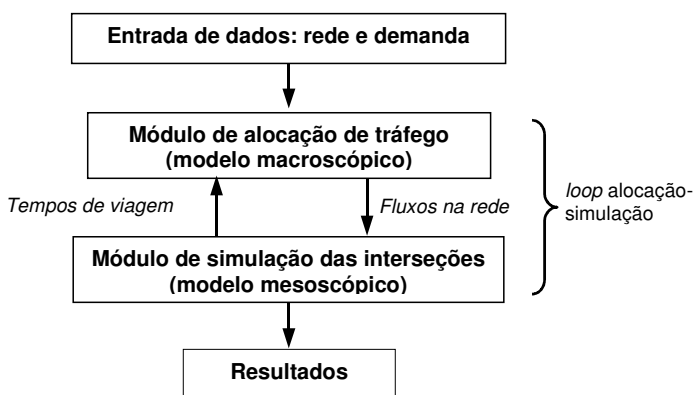 Entrada de dados: rede e demanda
Módulo de alocação de tráfego
(modelo macroscópico)
Tempos de viagem
Fluxos na rede
loop alocação-
simulação
Módulo de simulação das interseções
(modelo mesoscópico)
Resultados